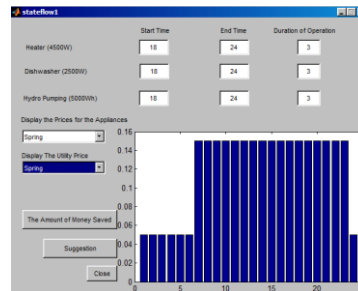 stateflow1
Start Time End Time Duration of Operation
Heater (4500W) 18 24 3
Dishwasher (2500W) 18 24 3
Hydro Pumping (5000Wh) 18 24 3
Display the Prices for the Appliances
Spring
Display The Utility Price
Spring
The Amount of Money Saved
Suggestion
Close
0.16
0.14
0.12
0.1
0.08
0.06
0.04
0.02
0
0 5 10 15 20